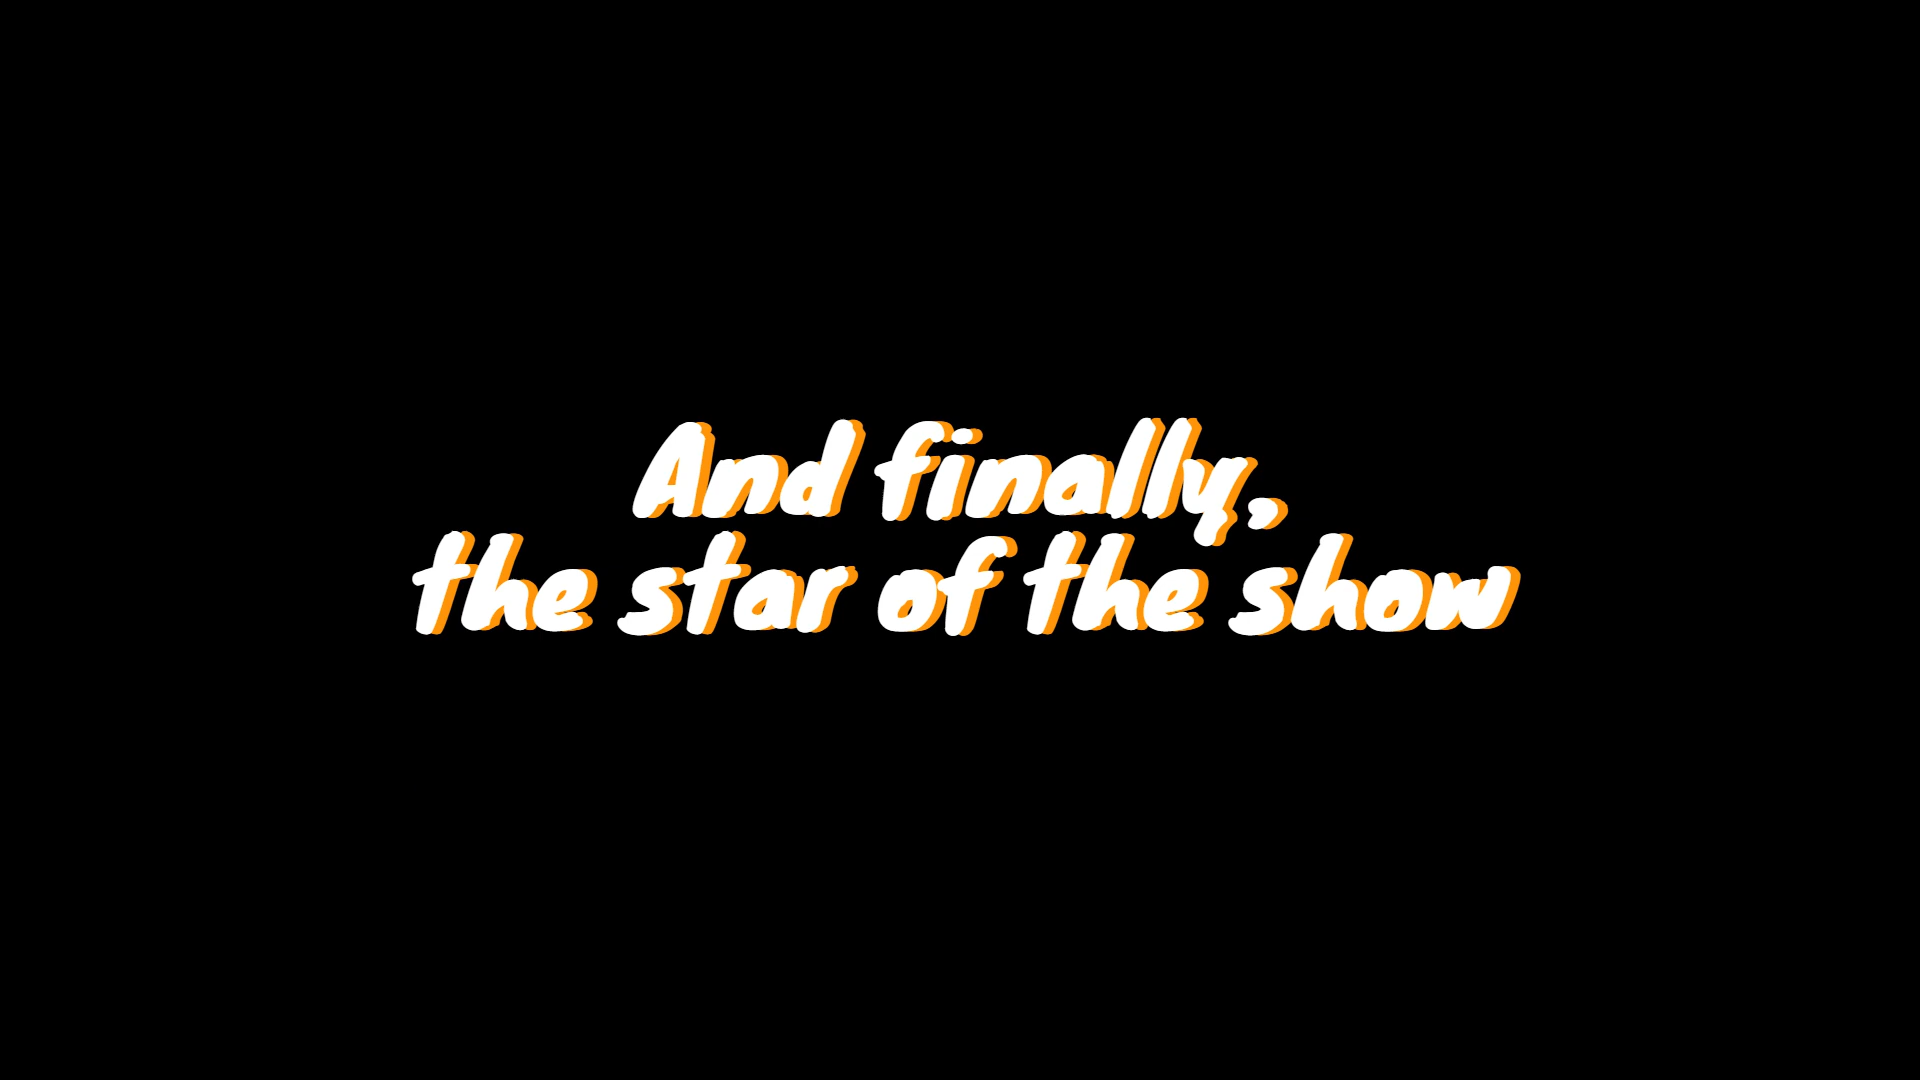 And finally,
the star of the show